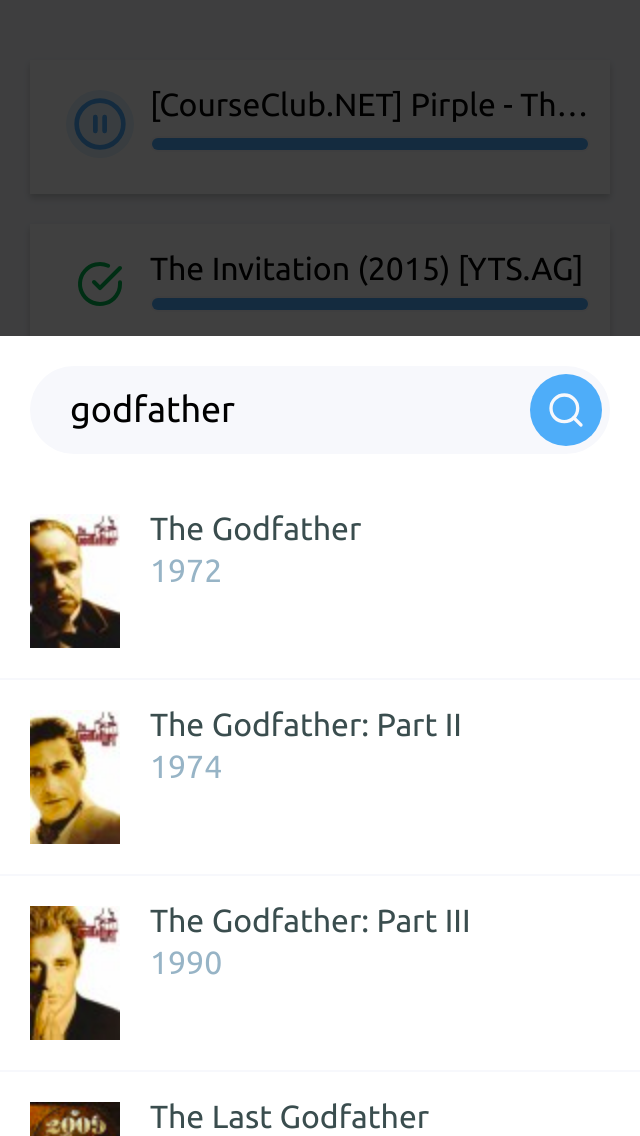 [CourseClub.NET] Pirple - Th...
The Invitation (2015) [YTS.AG]
godfather
The Godfather
1972
The Godfather: Part II
1974
The Godfather: Part III
1990
2005
The Last Godfather